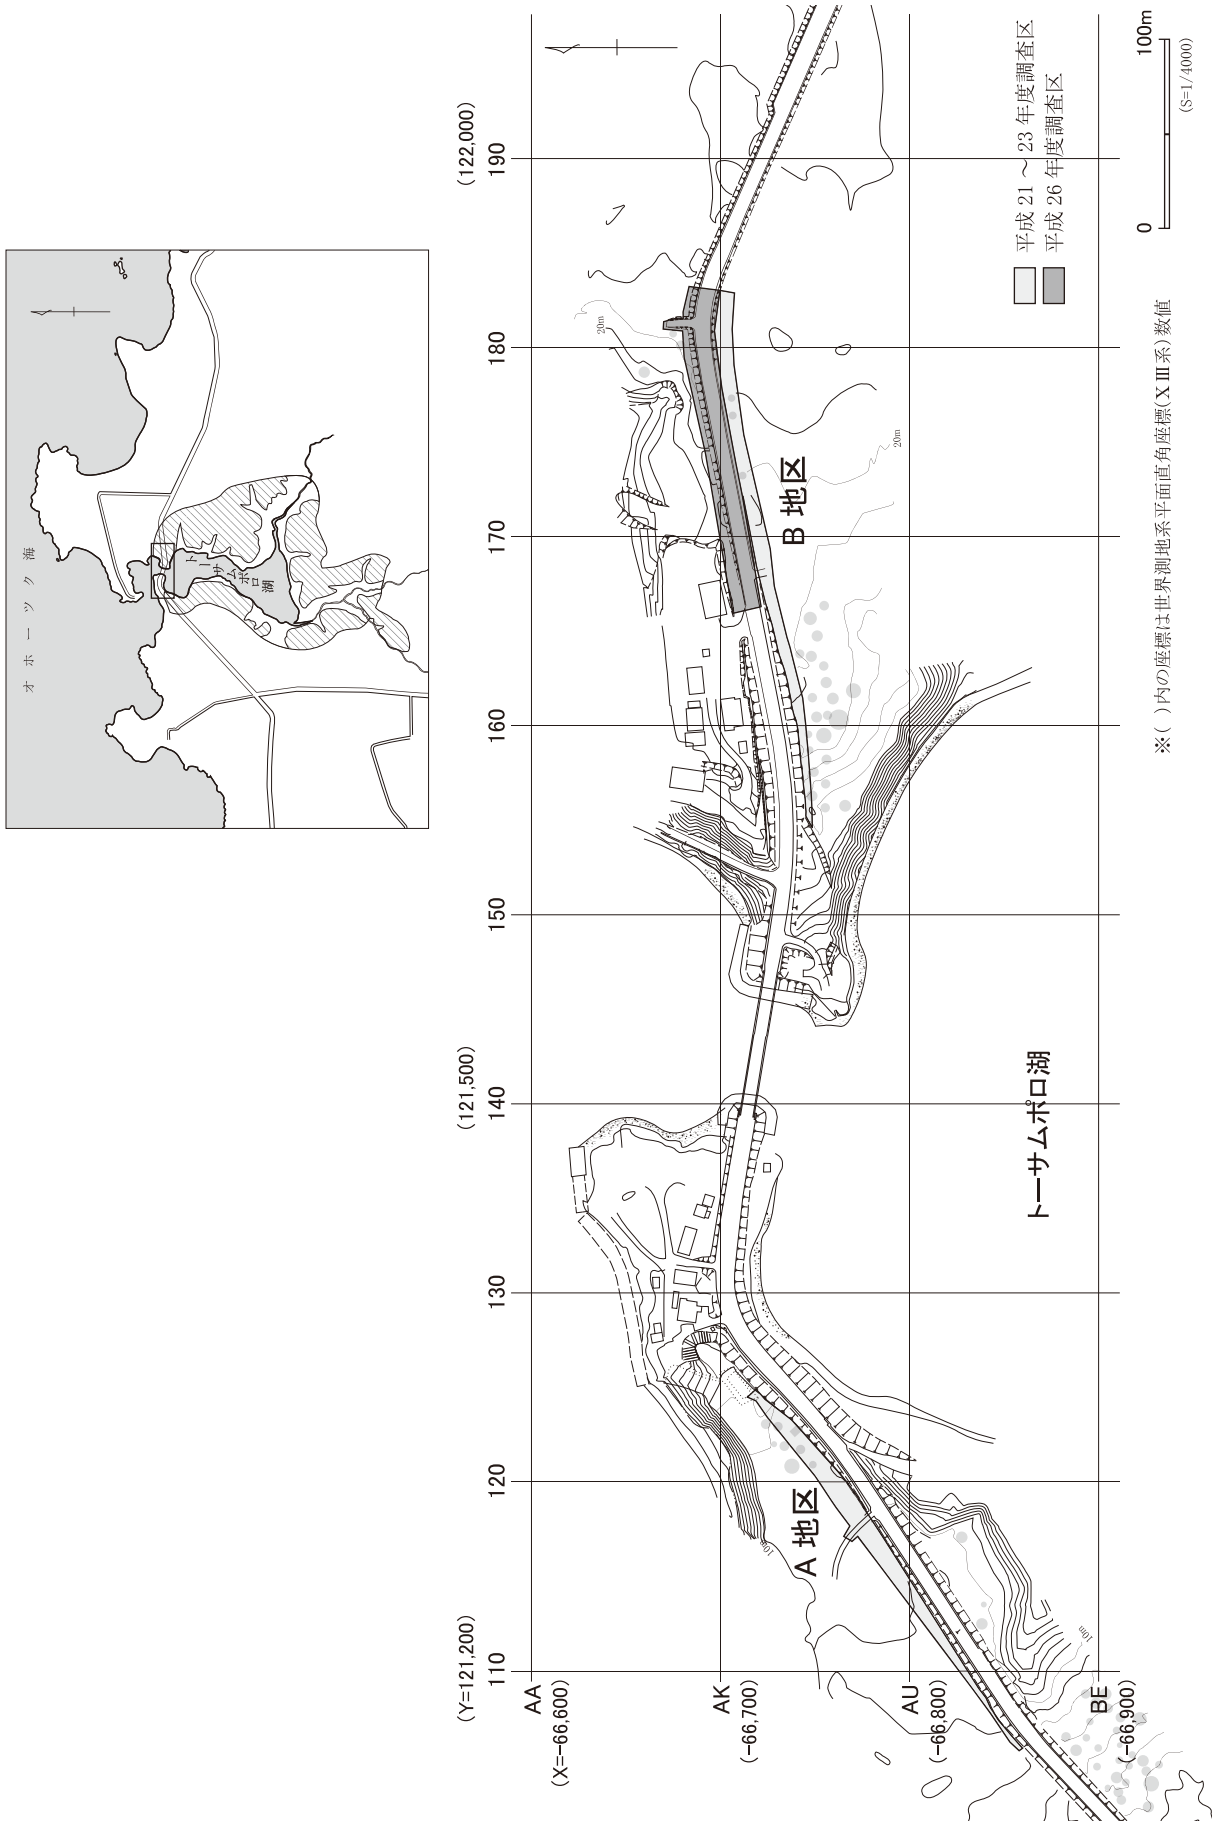 オホーツク海
トーサムポロ湖
(122,000)
190
180
170
160
150
(121,500)
140
130
120
(Y=121,200)
110
AA
(X=-66,600)
AK
(-66,700)
AU
(-66,800)
BE
(-66,900)
20m
20m
B 地区
A 地区
10m
10m
トーサムポロ湖
平成 21 ～ 23 年度調査区
平成 26 年度調査区
0 100m
(S=1/4000)
※( )内の座標は世界測地系平面直角座標(XⅢ系)数値